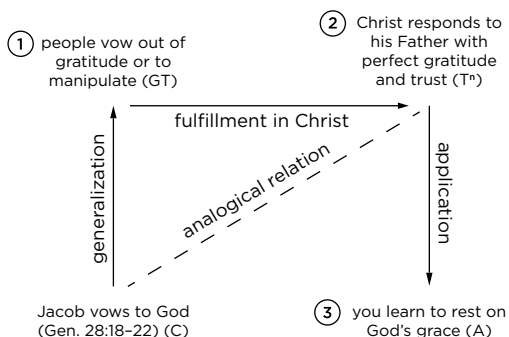 1 people vow out of
gratitude or to
manipulate (GT)
2 Christ responds to
his Father with
perfect gratitude
and trust (Tⁿ)
fulfillment in Christ
generalization
analogical relation
application
Jacob vows to God
(Gen. 28:18–22) (C)
3 you learn to rest on
God's grace (A)